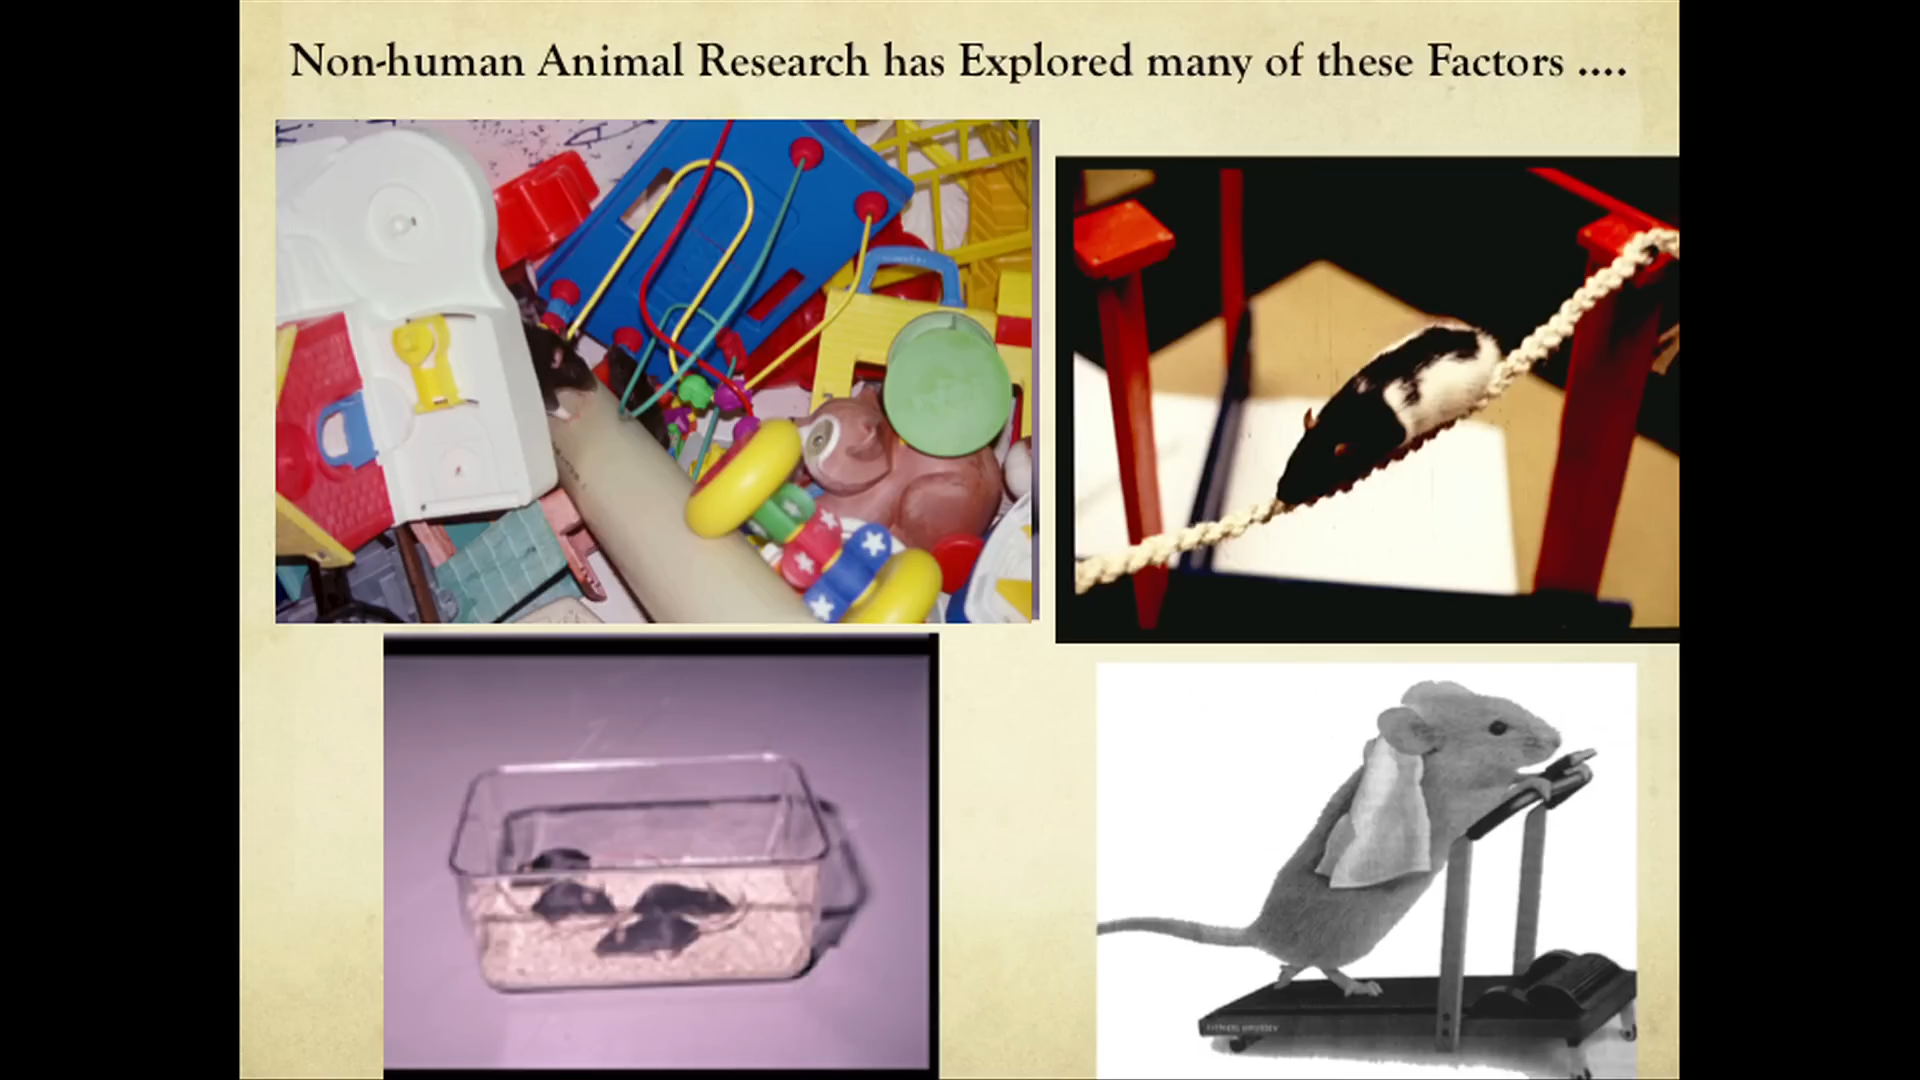 Non-human Animal Research has Explored many of these Factors ....